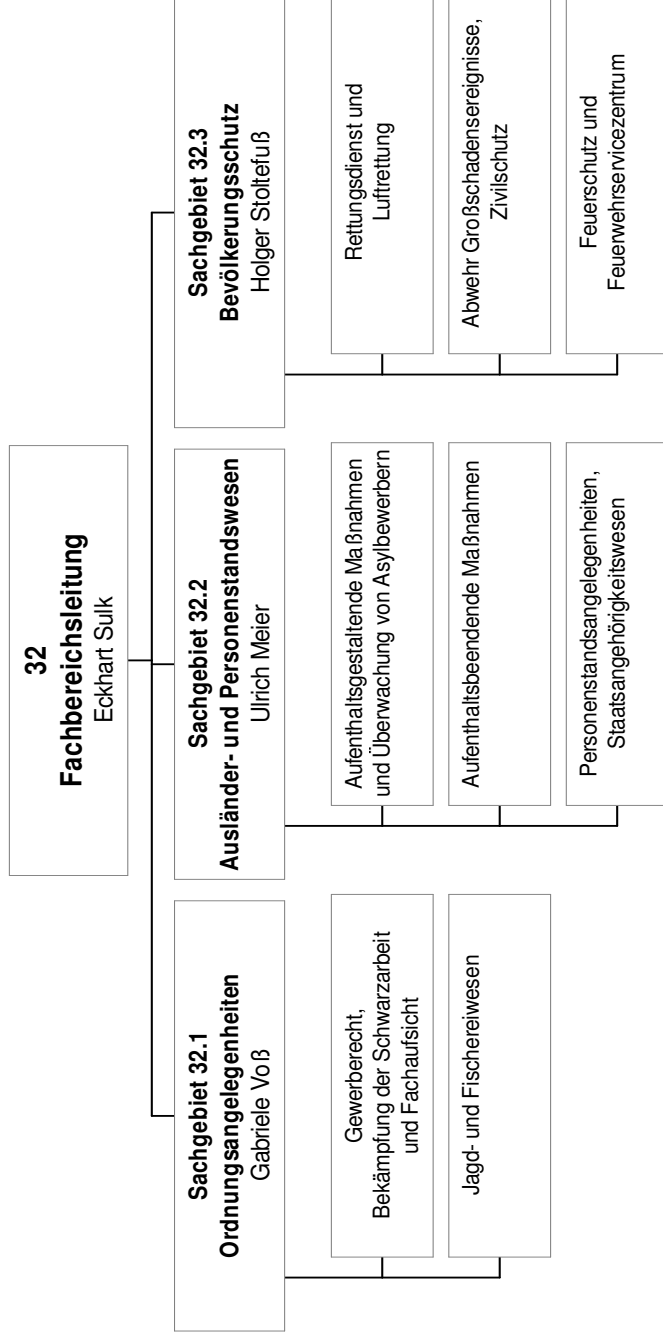 32
Fachbereichsleitung
Eckhart Sulk
Sachgebiet 32.1
Ordnungsangelegenheiten
Gabriele Voß
Gewerberecht,
Bekämpfung der Schwarzarbeit
und Fachaufsicht
Jagd- und Fischereiwesen
Sachgebiet 32.2
Ausländer- und Personenstandswesen
Ulrich Meier
Aufenthaltsgestaltende Maßnahmen
und Überwachung von Asylbewerbern
Aufenthaltsbeendende Maßnahmen
Personenstandsangelegenheiten,
Staatsangehörigkeitswesen
Sachgebiet 32.3
Bevölkerungsschutz
Holger Stoltefuß
Rettungsdienst und
Luftrettung
Abwehr Großschadensereignisse,
Zivilschutz
Feuerschutz und
Feuerwehrservicezentrum